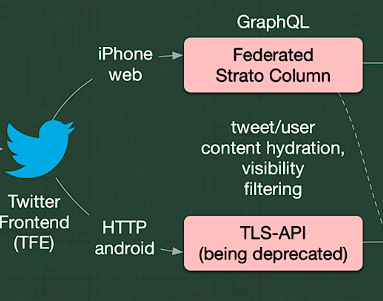 GraphQL
iPhone
web
Federated
Strato Column
tweet/user
content hydration,
visibility
filtering
Twitter
Frontend
(TFE)
HTTP
android
TLS-API
(being deprecated)